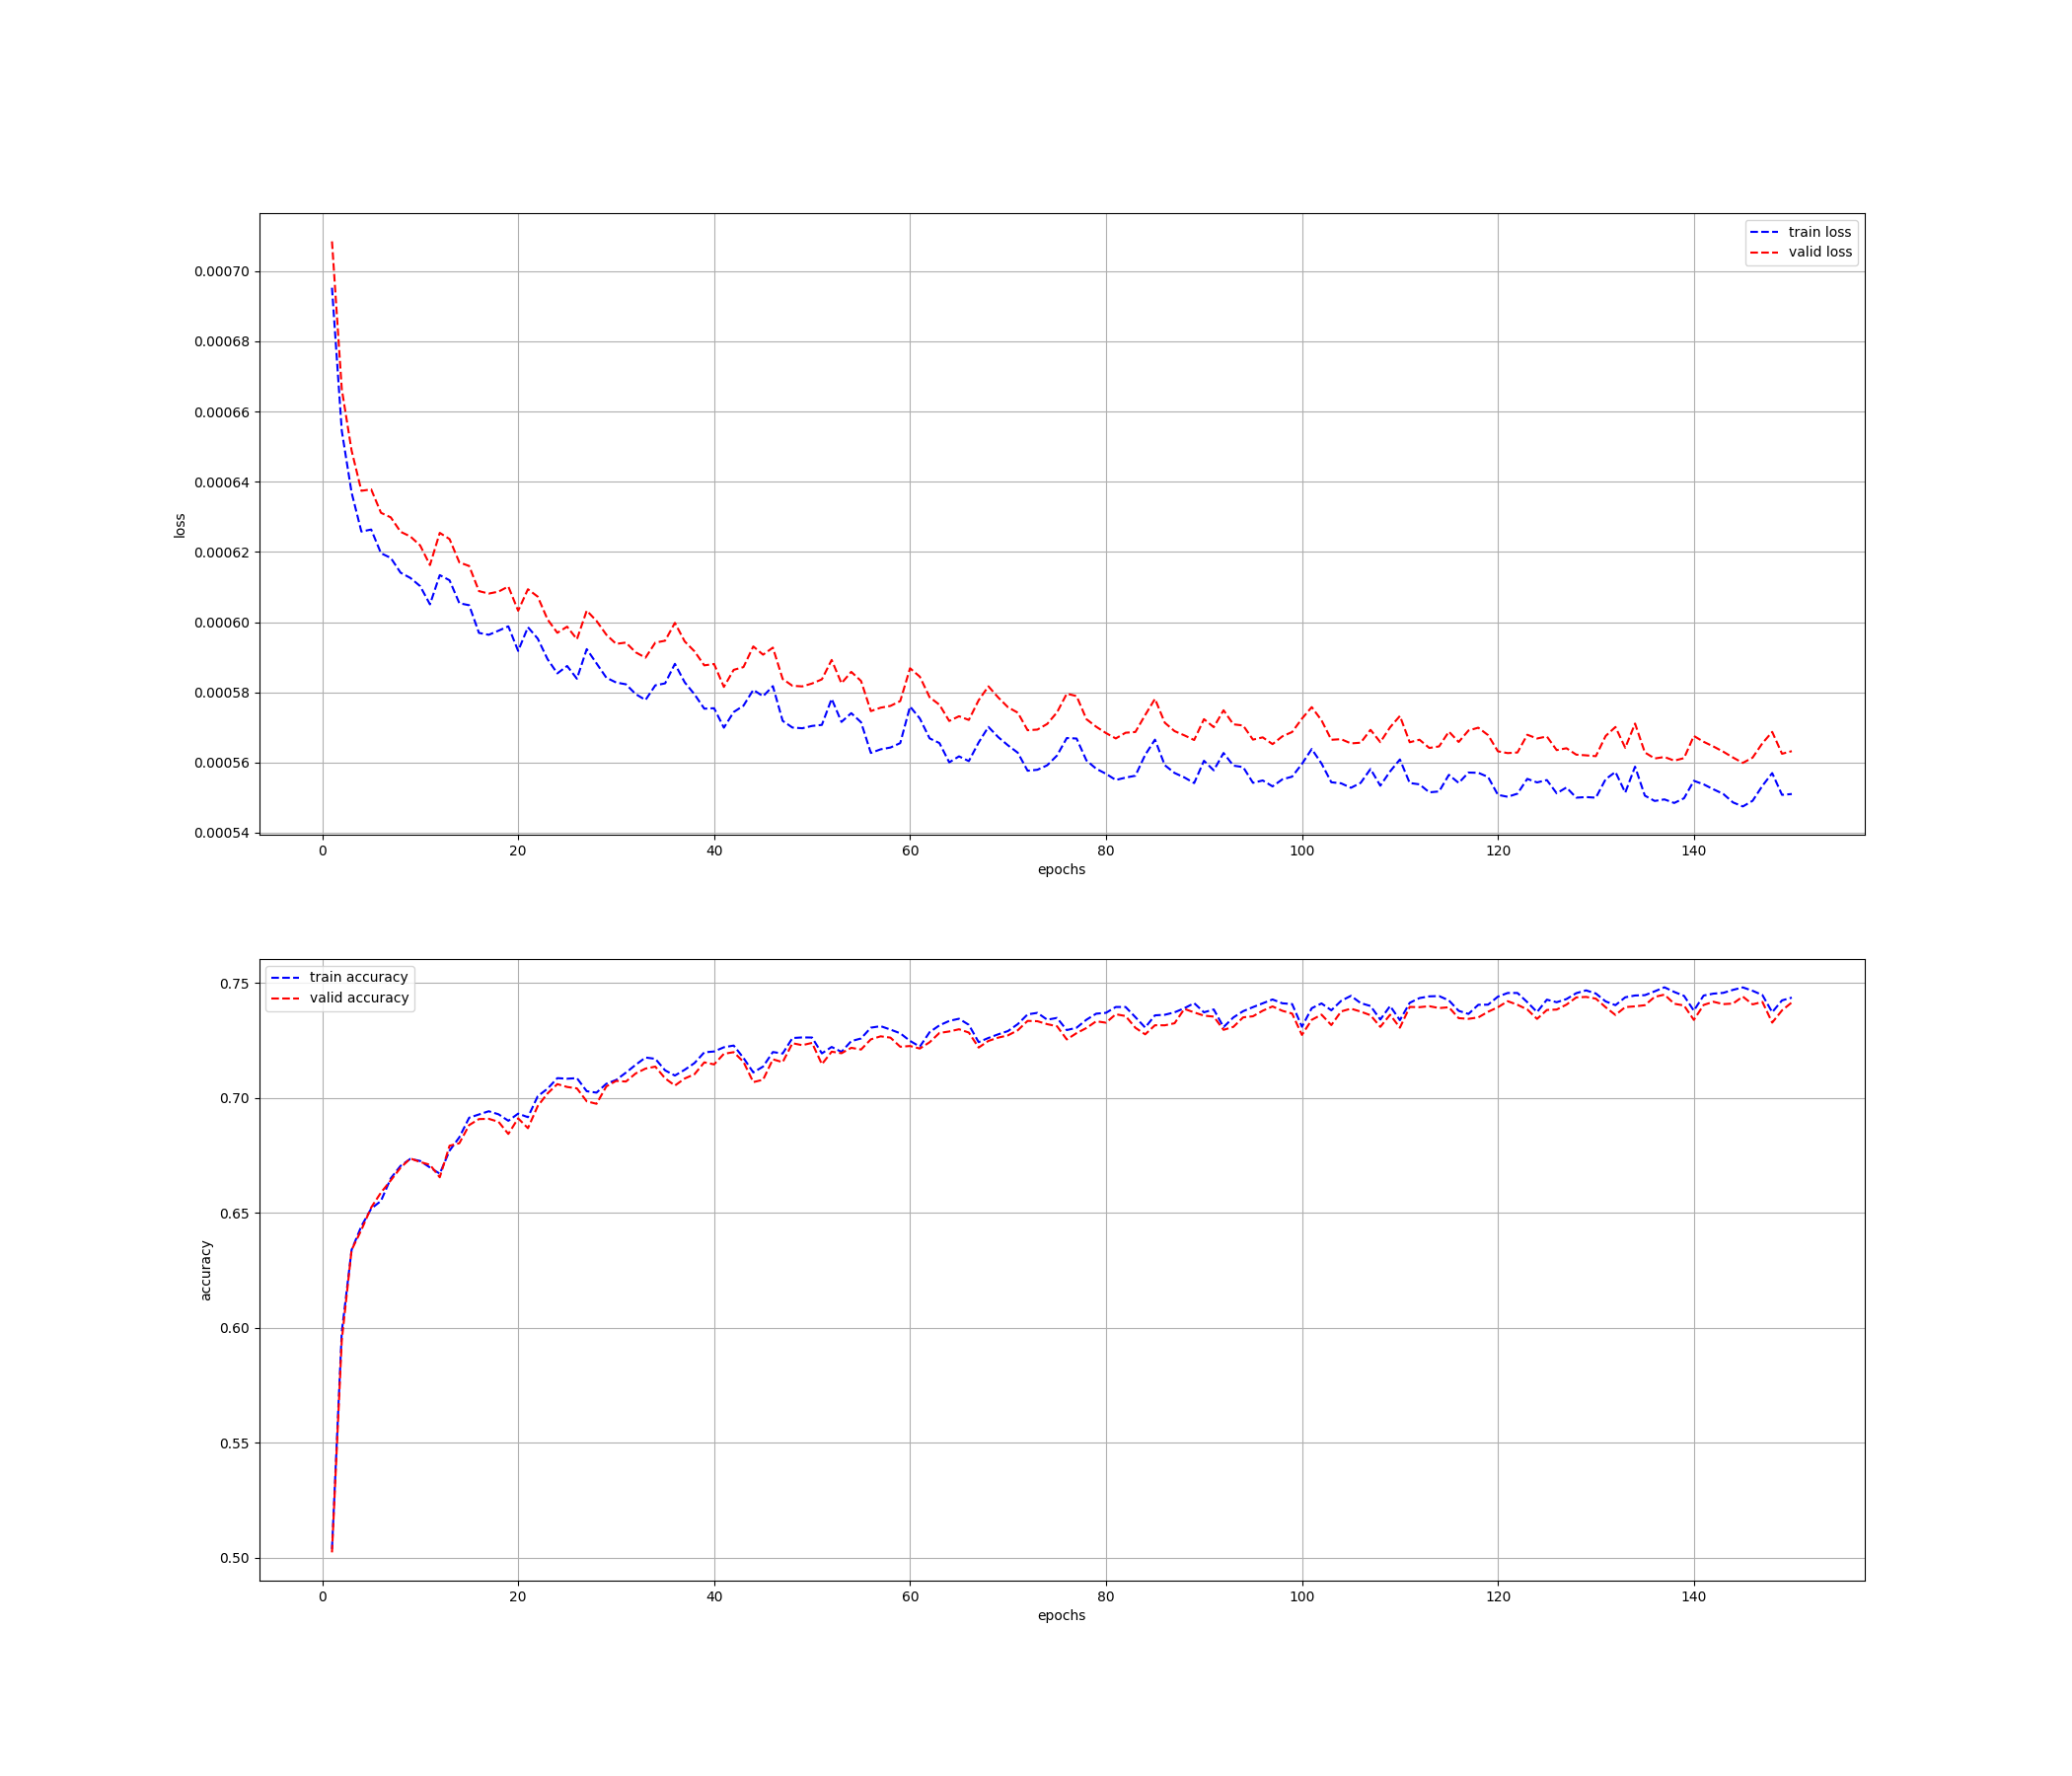 train loss
valid loss
0.00070
0.00068
0.00066
0.00064
0.00062
0.00060
0.00058
0.00056
0.00054
loss
0 20 40 60 80 100 120 140
epochs
train accuracy
valid accuracy
0.75
0.70
0.65
0.60
0.55
0.50
accuracy
0 20 40 60 80 100 120 140
epochs